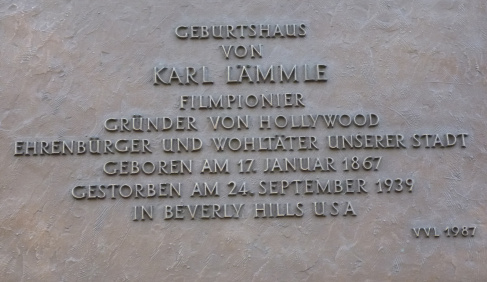 GEBURTSHAUS
VON
KARL LÄMMLE
FILMPIONIER
GRÜNDER VON HOLLYWOOD
EHRENBÜRGER UND WOHLTÄTER UNSERER STADT
GEBOREN AM 17. JANUAR 1867
GESTORBEN AM 24. SEPTEMBER 1939
IN BEVERLY HILLS USA
VVL 1987